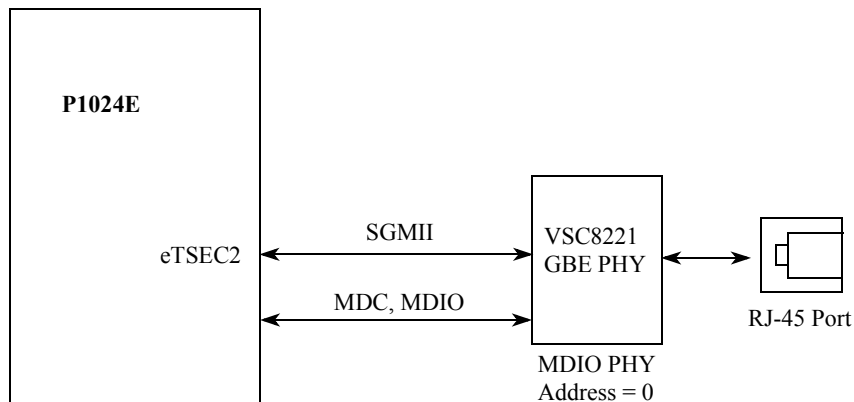 P1024E
eTSEC2
SGMII
MDC, MDIO
VSC8221
GBE PHY
MDIO PHY
Address = 0
RJ-45 Port